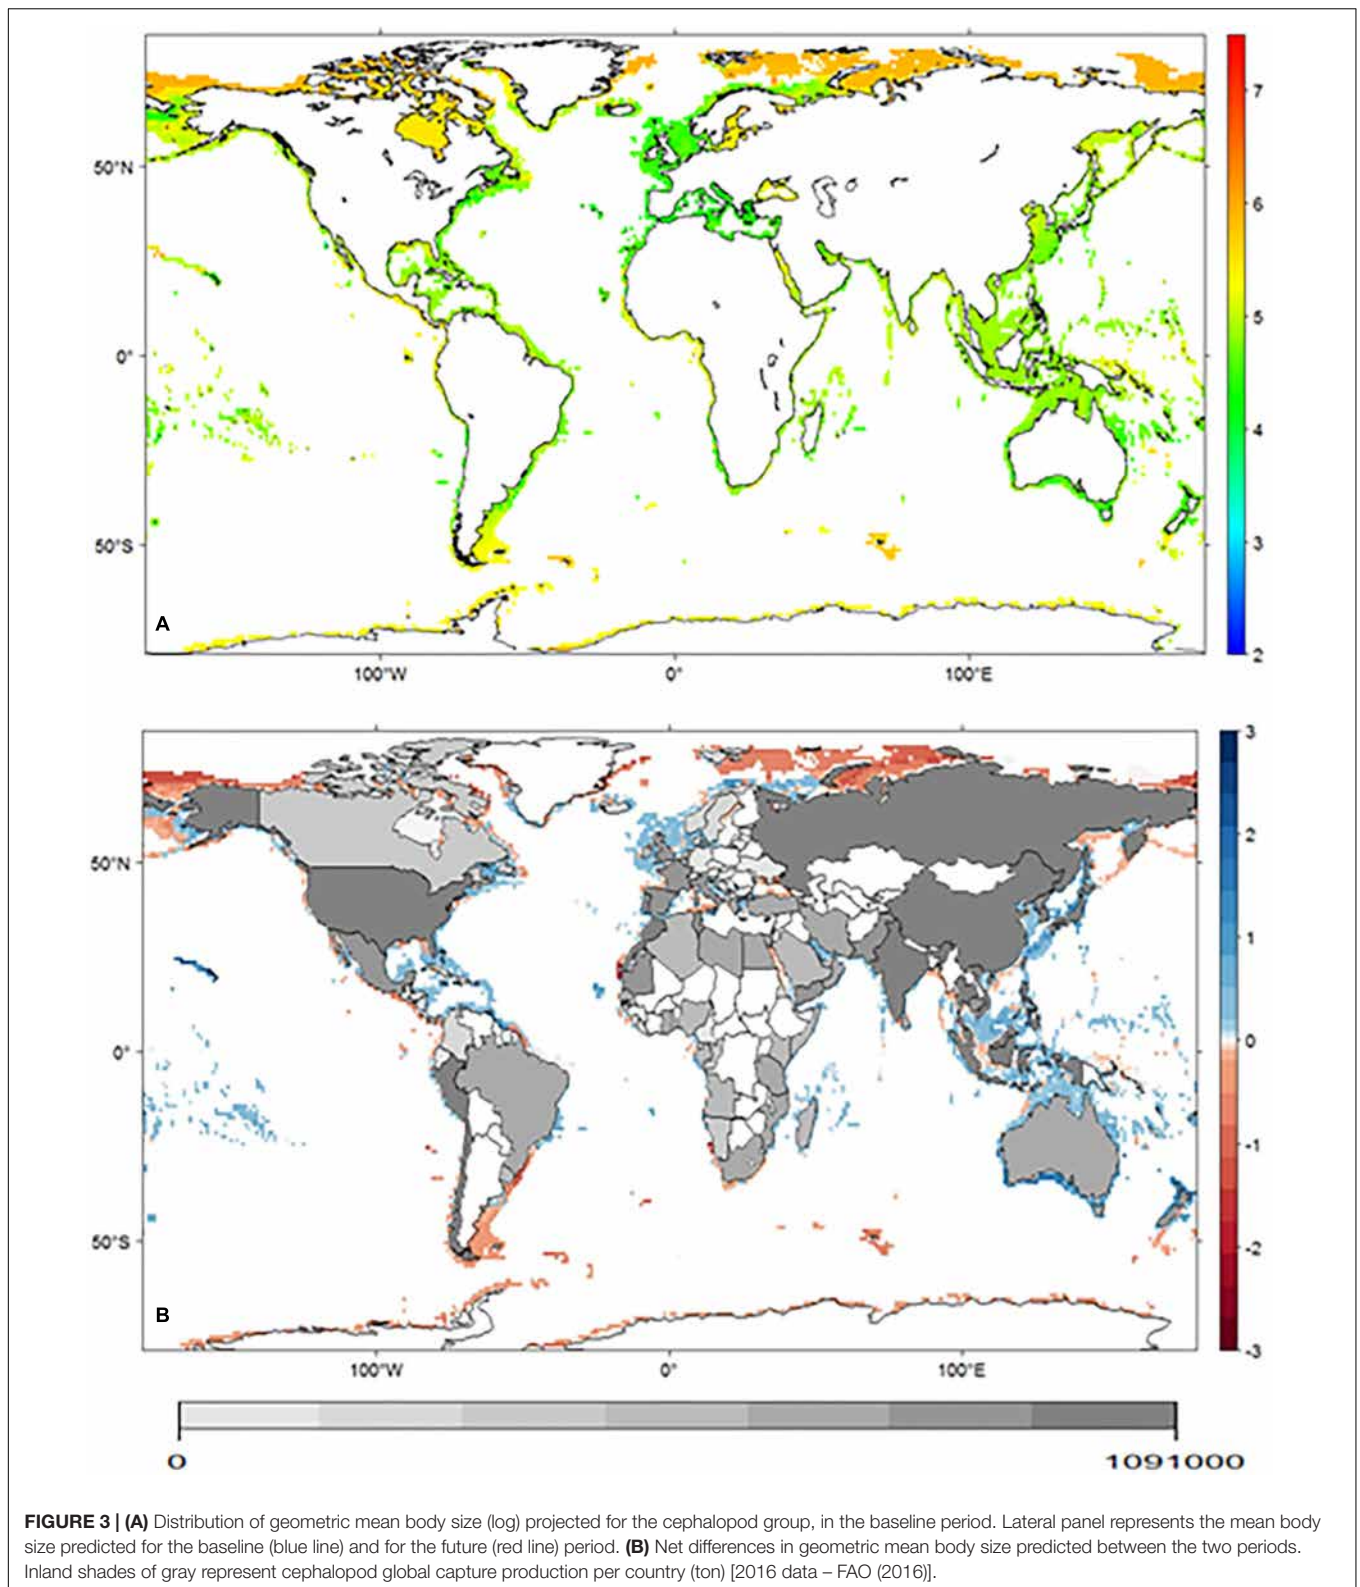 7
6
50°N
5
0°
4
50°S
3
A
2
100°W 0° 100°E
3
2
50°N
1
0
0°
-1
50°S
-2
B
-3
100°W 0° 100°E
0 1091000
FIGURE 3 | (A) Distribution of geometric mean body size (log) projected for the cephalopod group, in the baseline period. Lateral panel represents the mean body
size predicted for the baseline (blue line) and for the future (red line) period. (B) Net differences in geometric mean body size predicted between the two periods.
Inland shades of gray represent cephalopod global capture production per country (ton) [2016 data – FAO (2016)].